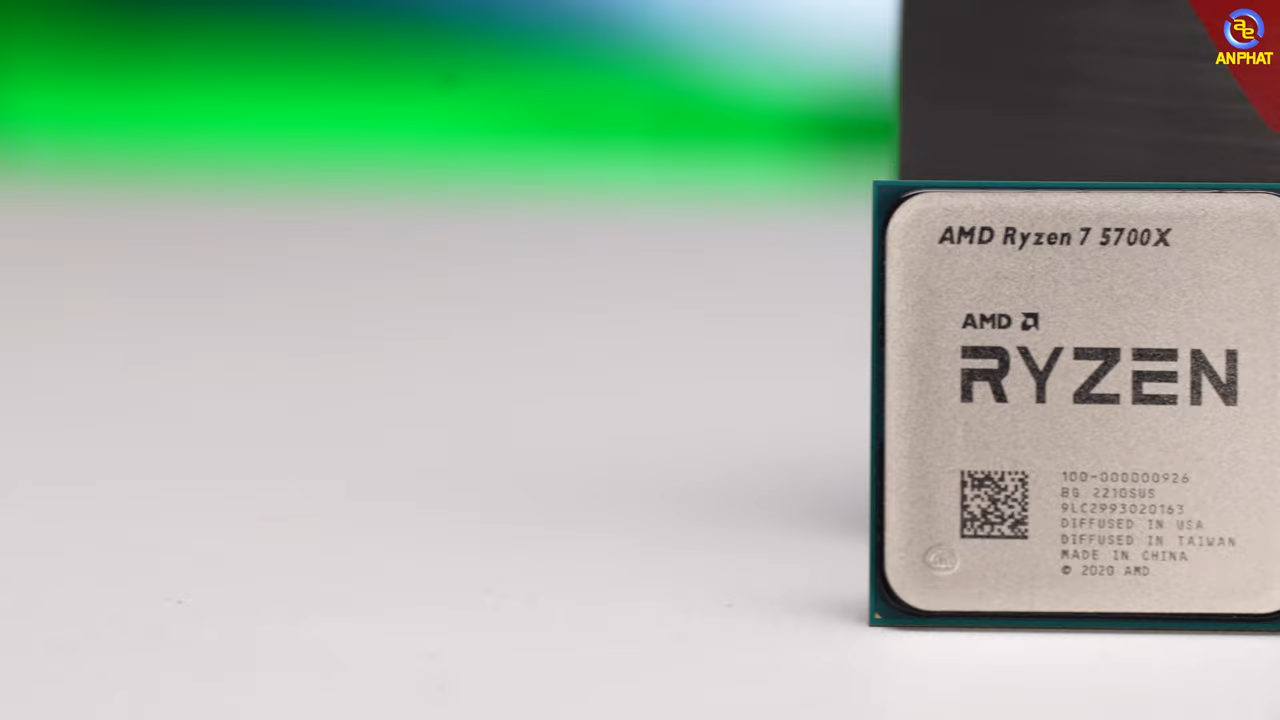 ae
ANPHAT
AMD Ryzen 7 5700X
AMD
RYZEN
100-000000926
BG 2210SUS
9LC2993020163
DIFFUSED IN USA
DIFFUSED IN TAIWAN
MADE IN CHINA
© 2020 AMD